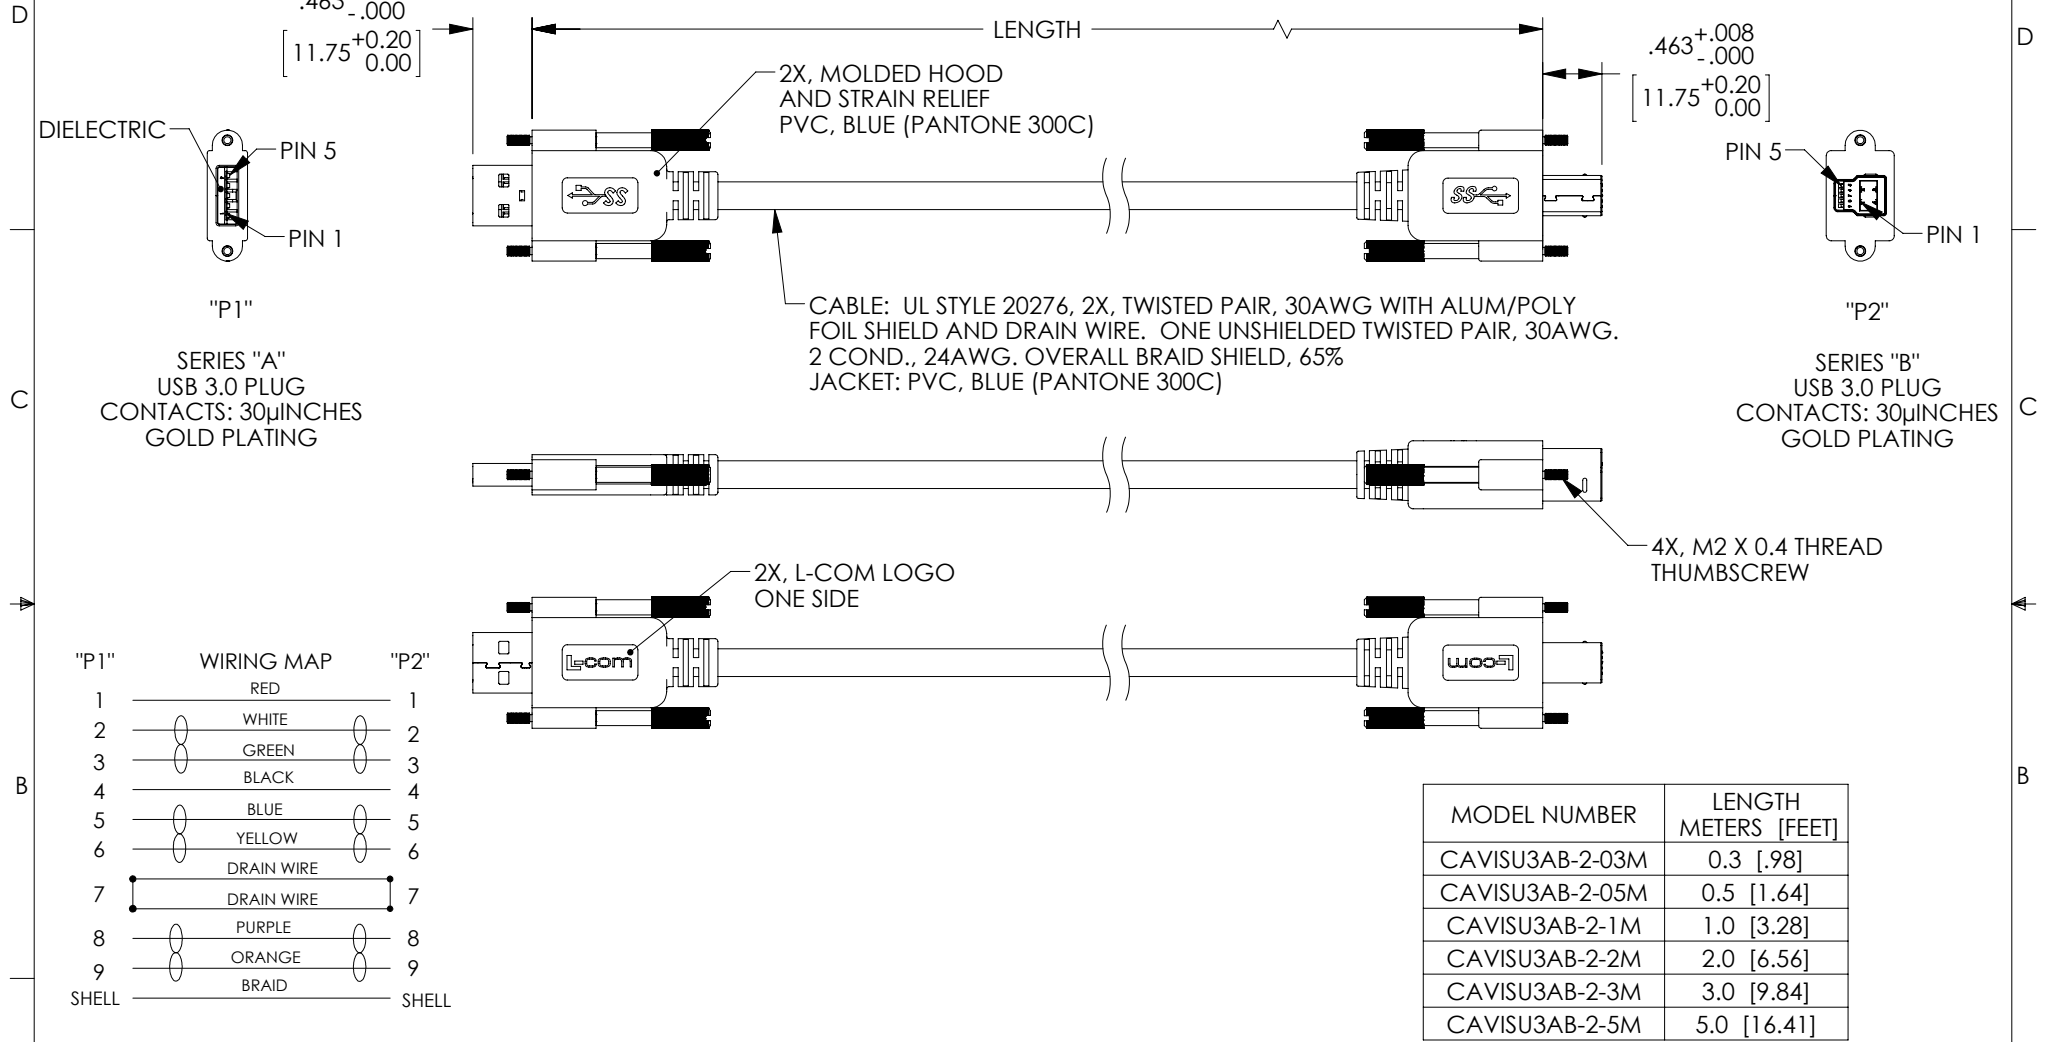 D
.463 -.000
[11.75 +0.20 0.00]
LENGTH
.463 +.008 -.000
[11.75 +0.20 0.00]
D
2X, MOLDED HOOD
AND STRAIN RELIEF
PVC, BLUE (PANTONE 300C)
DIELECTRIC
PIN 5
PIN 1
PIN 5
PIN 1
SS
SS
"P1"
SERIES "A"
USB 3.0 PLUG
CONTACTS: 30µINCHES
GOLD PLATING
CABLE: UL STYLE 20276, 2X, TWISTED PAIR, 30AWG WITH ALUM/POLY
FOIL SHIELD AND DRAIN WIRE. ONE UNSHIELDED TWISTED PAIR, 30AWG.
2 COND., 24AWG. OVERALL BRAID SHIELD, 65%
JACKET: PVC, BLUE (PANTONE 300C)
"P2"
SERIES "B"
USB 3.0 PLUG
CONTACTS: 30µINCHES
GOLD PLATING
C
C
4X, M2 X 0.4 THREAD
THUMBSCREW
2X, L-COM LOGO
ONE SIDE
L-com
L-com
"P1" WIRING MAP "P2"
1 RED 1
2 WHITE 2
3 GREEN 3
4 BLACK 4
5 BLUE 5
6 YELLOW 6
DRAIN WIRE
7 DRAIN WIRE 7
8 PURPLE 8
9 ORANGE 9
SHELL BRAID SHELL
B
B
MODEL NUMBER LENGTH METERS [FEET]
CAVISU3AB-2-03M 0.3 [.98]
CAVISU3AB-2-05M 0.5 [1.64]
CAVISU3AB-2-1M 1.0 [3.28]
CAVISU3AB-2-2M 2.0 [6.56]
CAVISU3AB-2-3M 3.0 [9.84]
CAVISU3AB-2-5M 5.0 [16.41]